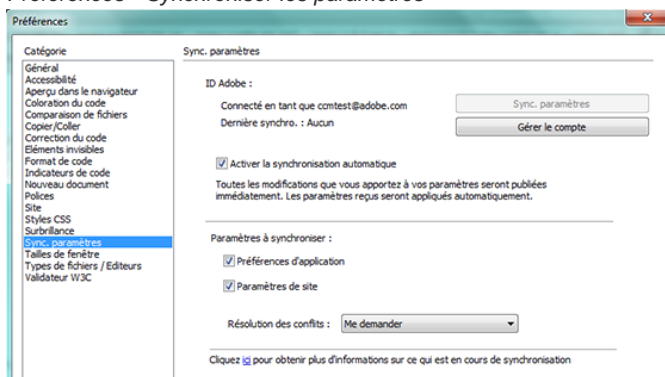 Préférences
Catégorie
Général
Accessibilité
Aperçu dans le navigateur
Coloration du code
Comparaison de fichiers
Copier/Coller
Correction du code
Eléments invisibles
Format de code
Indicateurs de code
Nouveau document
Polices
Site
Styles CSS
Surbrillance
Sync. paramètres
Tailles de fenêtre
Types de fichiers / Editeurs
Validateur W3C
Sync. paramètres
ID Adobe :
Connecté en tant que ccmtest@adobe.com
Sync. paramètres
Dernière synchro. : Aucun
Gérer le compte
Activer la synchronisation automatique
Toutes les modifications que vous apportez à vos paramètres seront publiées
immédiatement. Les paramètres reçus seront appliqués automatiquement.
Paramètres à synchroniser :
Préférences d'application
Paramètres de site
Résolution des conflits :
Me demander
Cliquez ici pour obtenir plus d'informations sur ce qui est en cours de synchronisation